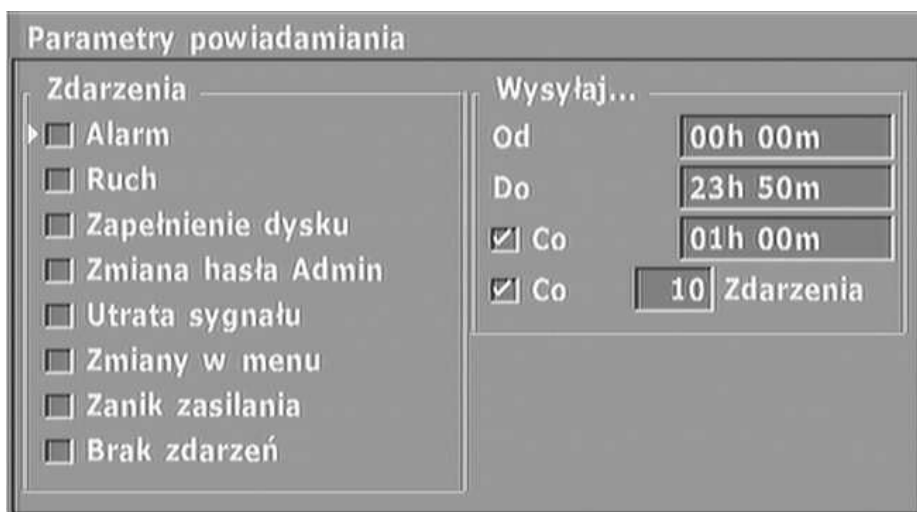 Parametry powiadamiania
Zdarzenia
Alarm
Ruch
Zapełnienie dysku
Zmiana hasła Admin
Utrata sygnału
Zmiany w menu
Zanik zasilania
Brak zdarzeń
Wysyłaj...
Od 00h 00m
Do 23h 50m
Co 01h 00m
Co 10 Zdarzenia